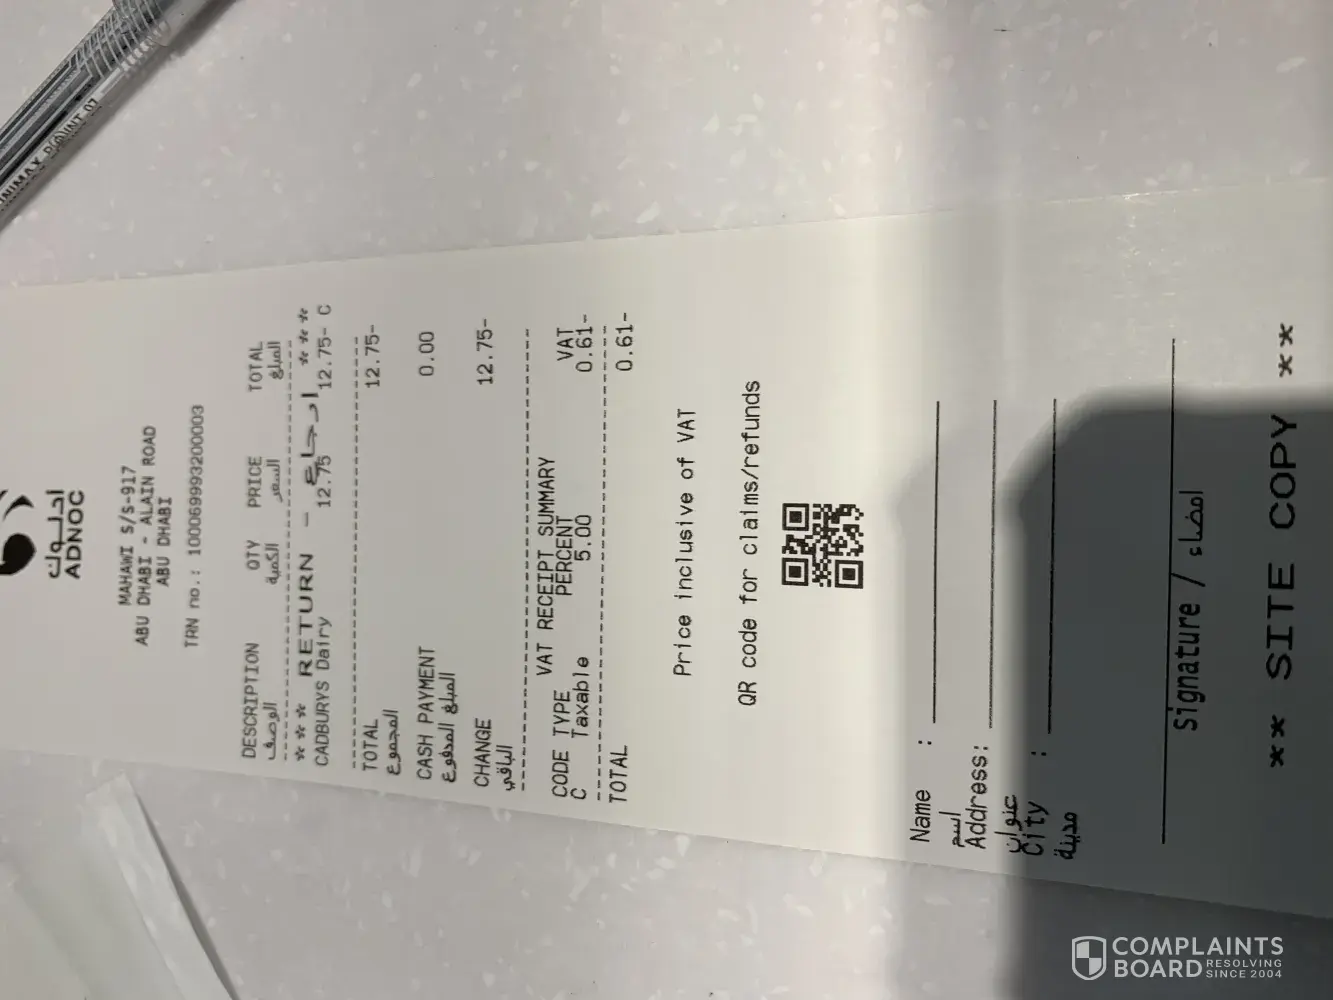 ادنوك
ADNOC
MAHAWI S/S-917
ABU DHABI - ALAIN ROAD
ABU DHABI
TRN no.: 100069993200003
DESCRIPTION QTY PRICE TOTAL
الوصف الكمية السعر المبلغ
*** RETURN - إرجاع ***
CADBURYS Dairy 12.75 12.75- C
TOTAL 12.75-
المجموع
CASH PAYMENT 0.00
المبلغ المدفوع
CHANGE 12.75-
الباقي
VAT RECEIPT SUMMARY
CODE TYPE PERCENT VAT
C Taxable 5.00 0.61-
TOTAL 0.61-
Price inclusive of VAT
QR code for claims/refunds
Name :
اسم
Address:
عنوان
City :
مدينة
Signature / امضاء
** SITE COPY **
COMPLAINTS
BOARD RESOLVING
SINCE 2004